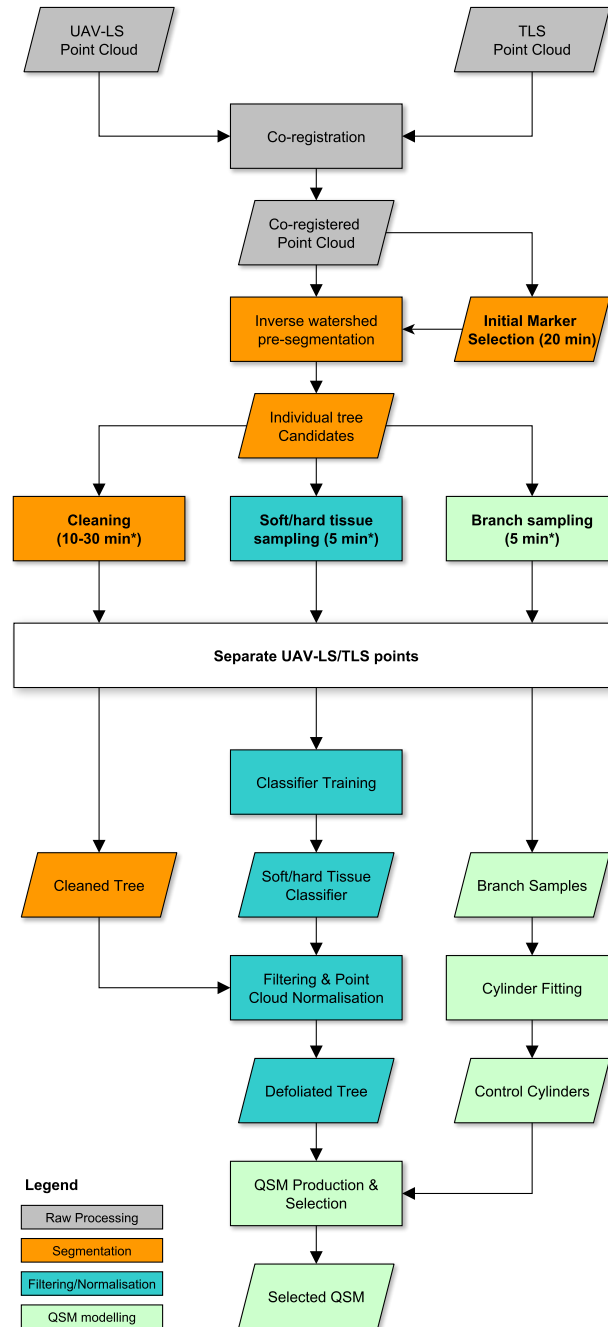 UAV-LS
Point Cloud
TLS
Point Cloud
Co-registration
Co-registered
Point Cloud
Inverse watershed
pre-segmentation
Initial Marker
Selection (20 min)
Individual tree
Candidates
Cleaning
(10-30 min*)
Soft/hard tissue
sampling (5 min*)
Branch sampling
(5 min*)
Separate UAV-LS/TLS points
Classifier Training
Cleaned Tree
Soft/hard Tissue
Classifier
Branch Samples
Filtering & Point
Cloud Normalisation
Cylinder Fitting
Defoliated Tree
Control Cylinders
QSM Production &
Selection
Selected QSM
Legend
Raw Processing
Segmentation
Filtering/Normalisation
QSM modelling